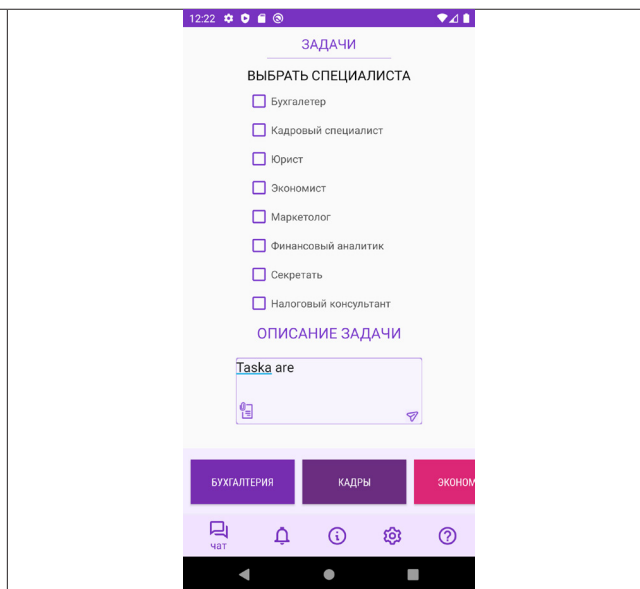 12:22
ЗАДАЧИ
ВЫБРАТЬ СПЕЦИАЛИСТА
Бухгалетер
Кадровый специалист
Юрист
Экономист
Маркетолог
Финансовый аналитик
Секретать
Налоговый консультант
ОПИСАНИЕ ЗАДАЧИ
Taska are
БУХГАЛТЕРИЯ КАДРЫ ЭКОНОМ
чат